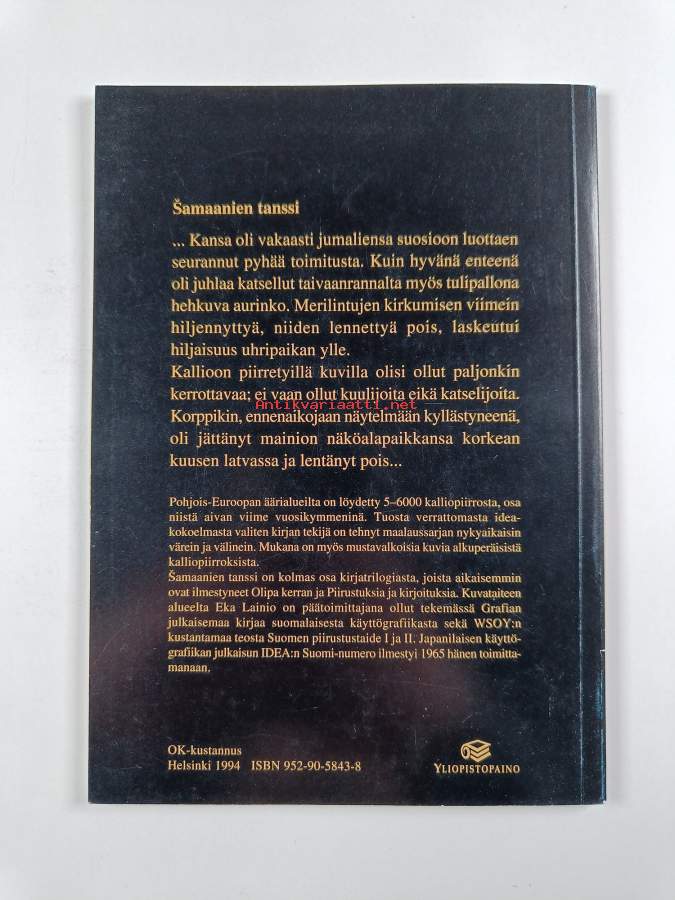 Šamaanien tanssi
... Kansa oli vakaasti jumaliensa suosioon luottaen
seurannut pyhää toimitusta. Kuin hyvänä enteenä
oli juhlaa katsellut taivaanrannalta myös tulipallona
hehkuva aurinko. Merilintujen kirkumisen viimein
hiljennyttyä, niiden lennettyä pois, laskeutui
hiljaisuus uhripaikan ylle.
Kallioon piirretyillä kuvilla olisi ollut paljonkin
kerrottavaa; ei vaan ollut kuulijoita eikä katselijoita.
Antikvariaatti1.net
Korppikin, ennenaikojaan näytelmään kyllästyneenä,
oli jättänyt mainion näköalapaikkansa korkean
kuusen latvassa ja lentänyt pois...
Pohjois-Euroopan äärialueilta on löydetty 5–6000 kalliopiirrosta, osa
niistä aivan viime vuosikymmeninä. Tuosta verrattomasta idea-
kokoelmasta valiten kirjan tekijä on tehnyt maalaussarjan nykyaikaisin
värein ja välinein. Mukana on myös mustavalkoisia kuvia alkuperäisistä
kalliopiirroksista.
Šamaanien tanssi on kolmas osa kirjatrilogiasta, joista aikaisemmin
ovat ilmestyneet Olipa kerran ja Piirustuksia ja kirjoituksia. Kuvataiteen
alueelta Eka Lainio on päätoimittajana ollut tekemässä Grafian
julkaisemaa kirjaa suomalaisesta käyttögrafiikasta sekä WSOY:n
kustantamaa teosta Suomen piirustustaide I ja II. Japanilaisen käyttö-
grafiikan julkaisun IDEA:n Suomi-numero ilmestyi 1965 hänen toimitta-
manaan.
OK-kustannus
Helsinki 1994 ISBN 952-90-5843-8
YLIOPISTOPAINO